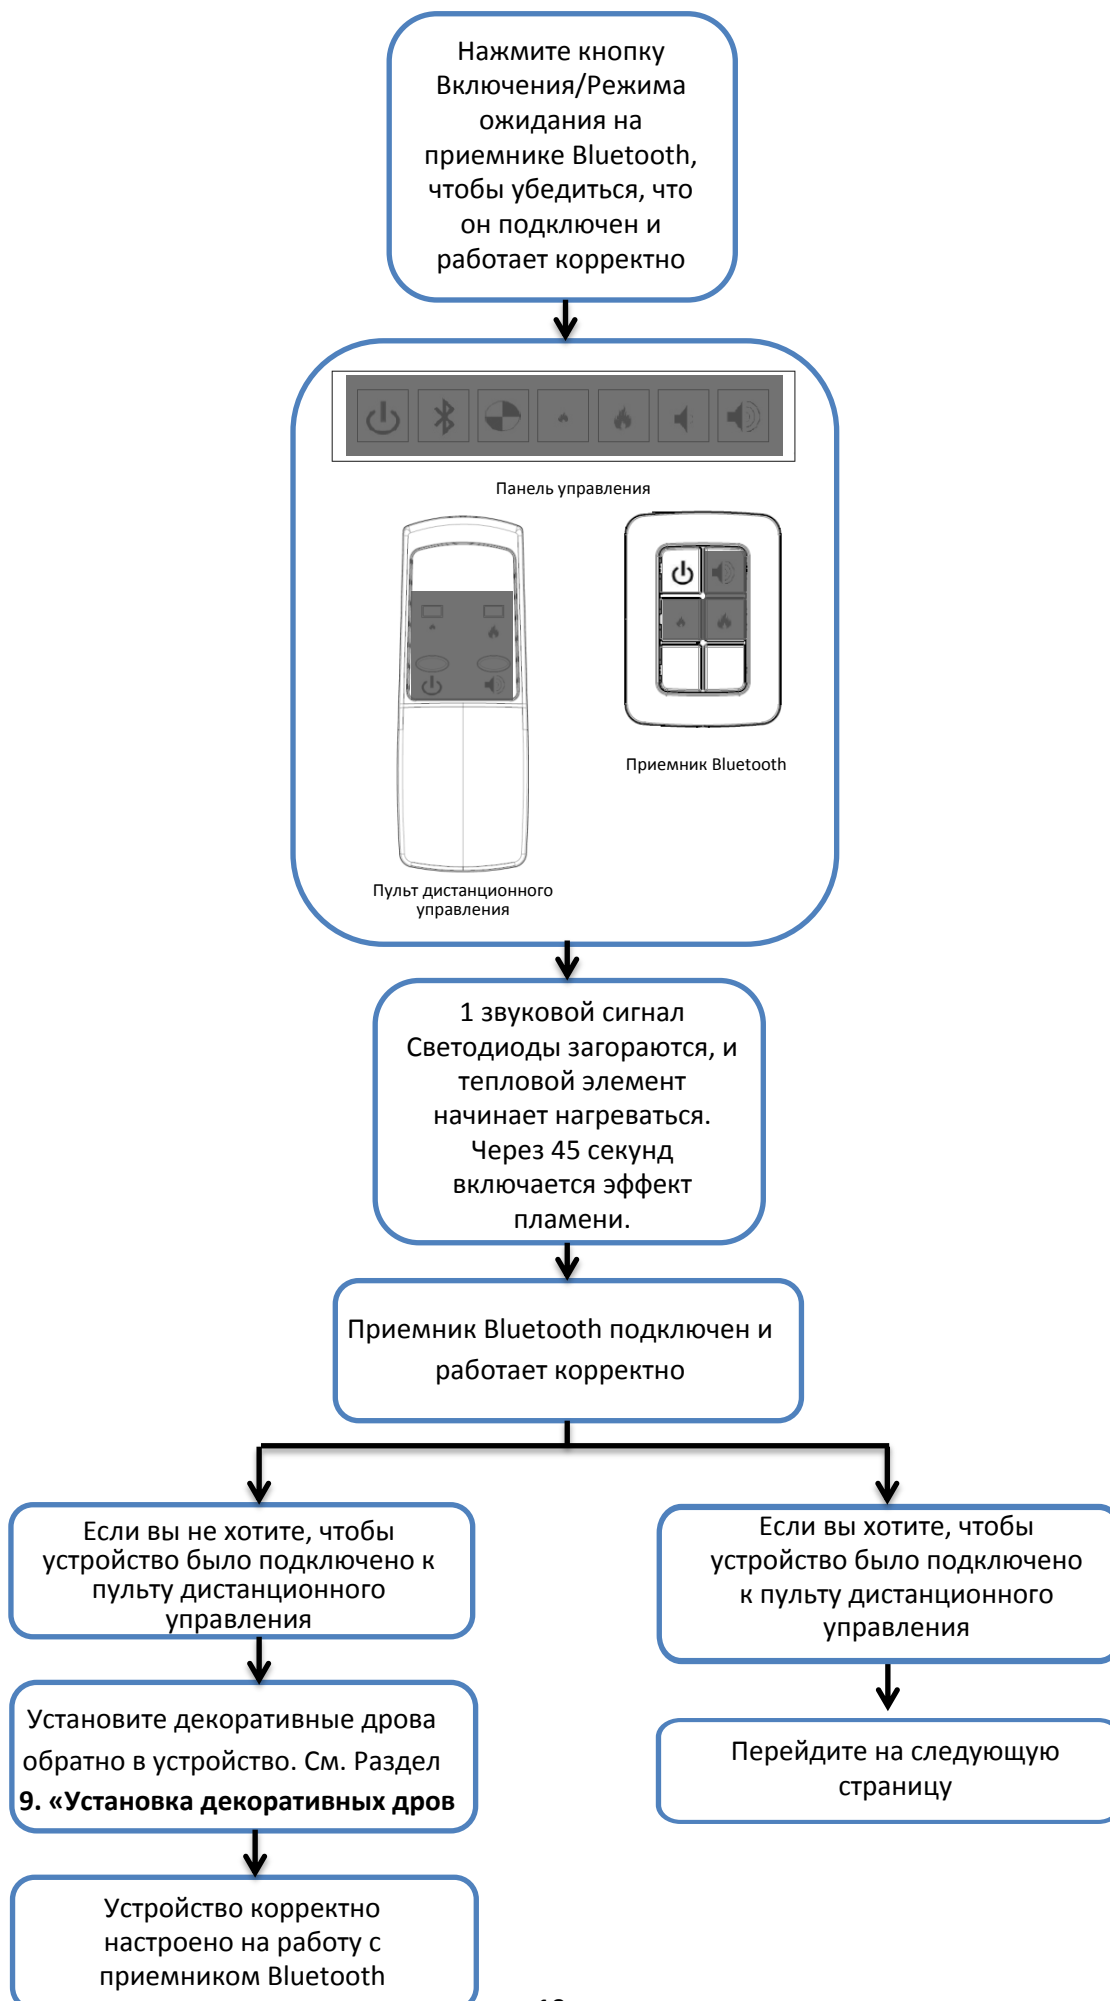 Нажмите кнопку
Включения/Режима
ожидания на
приемнике Bluetooth,
чтобы убедиться, что
он подключен и
работает корректно
Панель управления
Приемник Bluetooth
Пульт дистанционного
управления
1 звуковой сигнал
Светодиоды загораются, и
тепловой элемент
начинает нагреваться.
Через 45 секунд
включается эффект
пламени.
Приемник Bluetooth подключен и
работает корректно
Если вы не хотите, чтобы
устройство было подключено к
пульту дистанционного
управления
Если вы хотите, чтобы
устройство было подключено
к пульту дистанционного
управления
Установите декоративные дрова
обратно в устройство. См. Раздел
9. «Установка декоративных дров
Перейдите на следующую
страницу
Устройство корректно
настроено на работу с
приемником Bluetooth